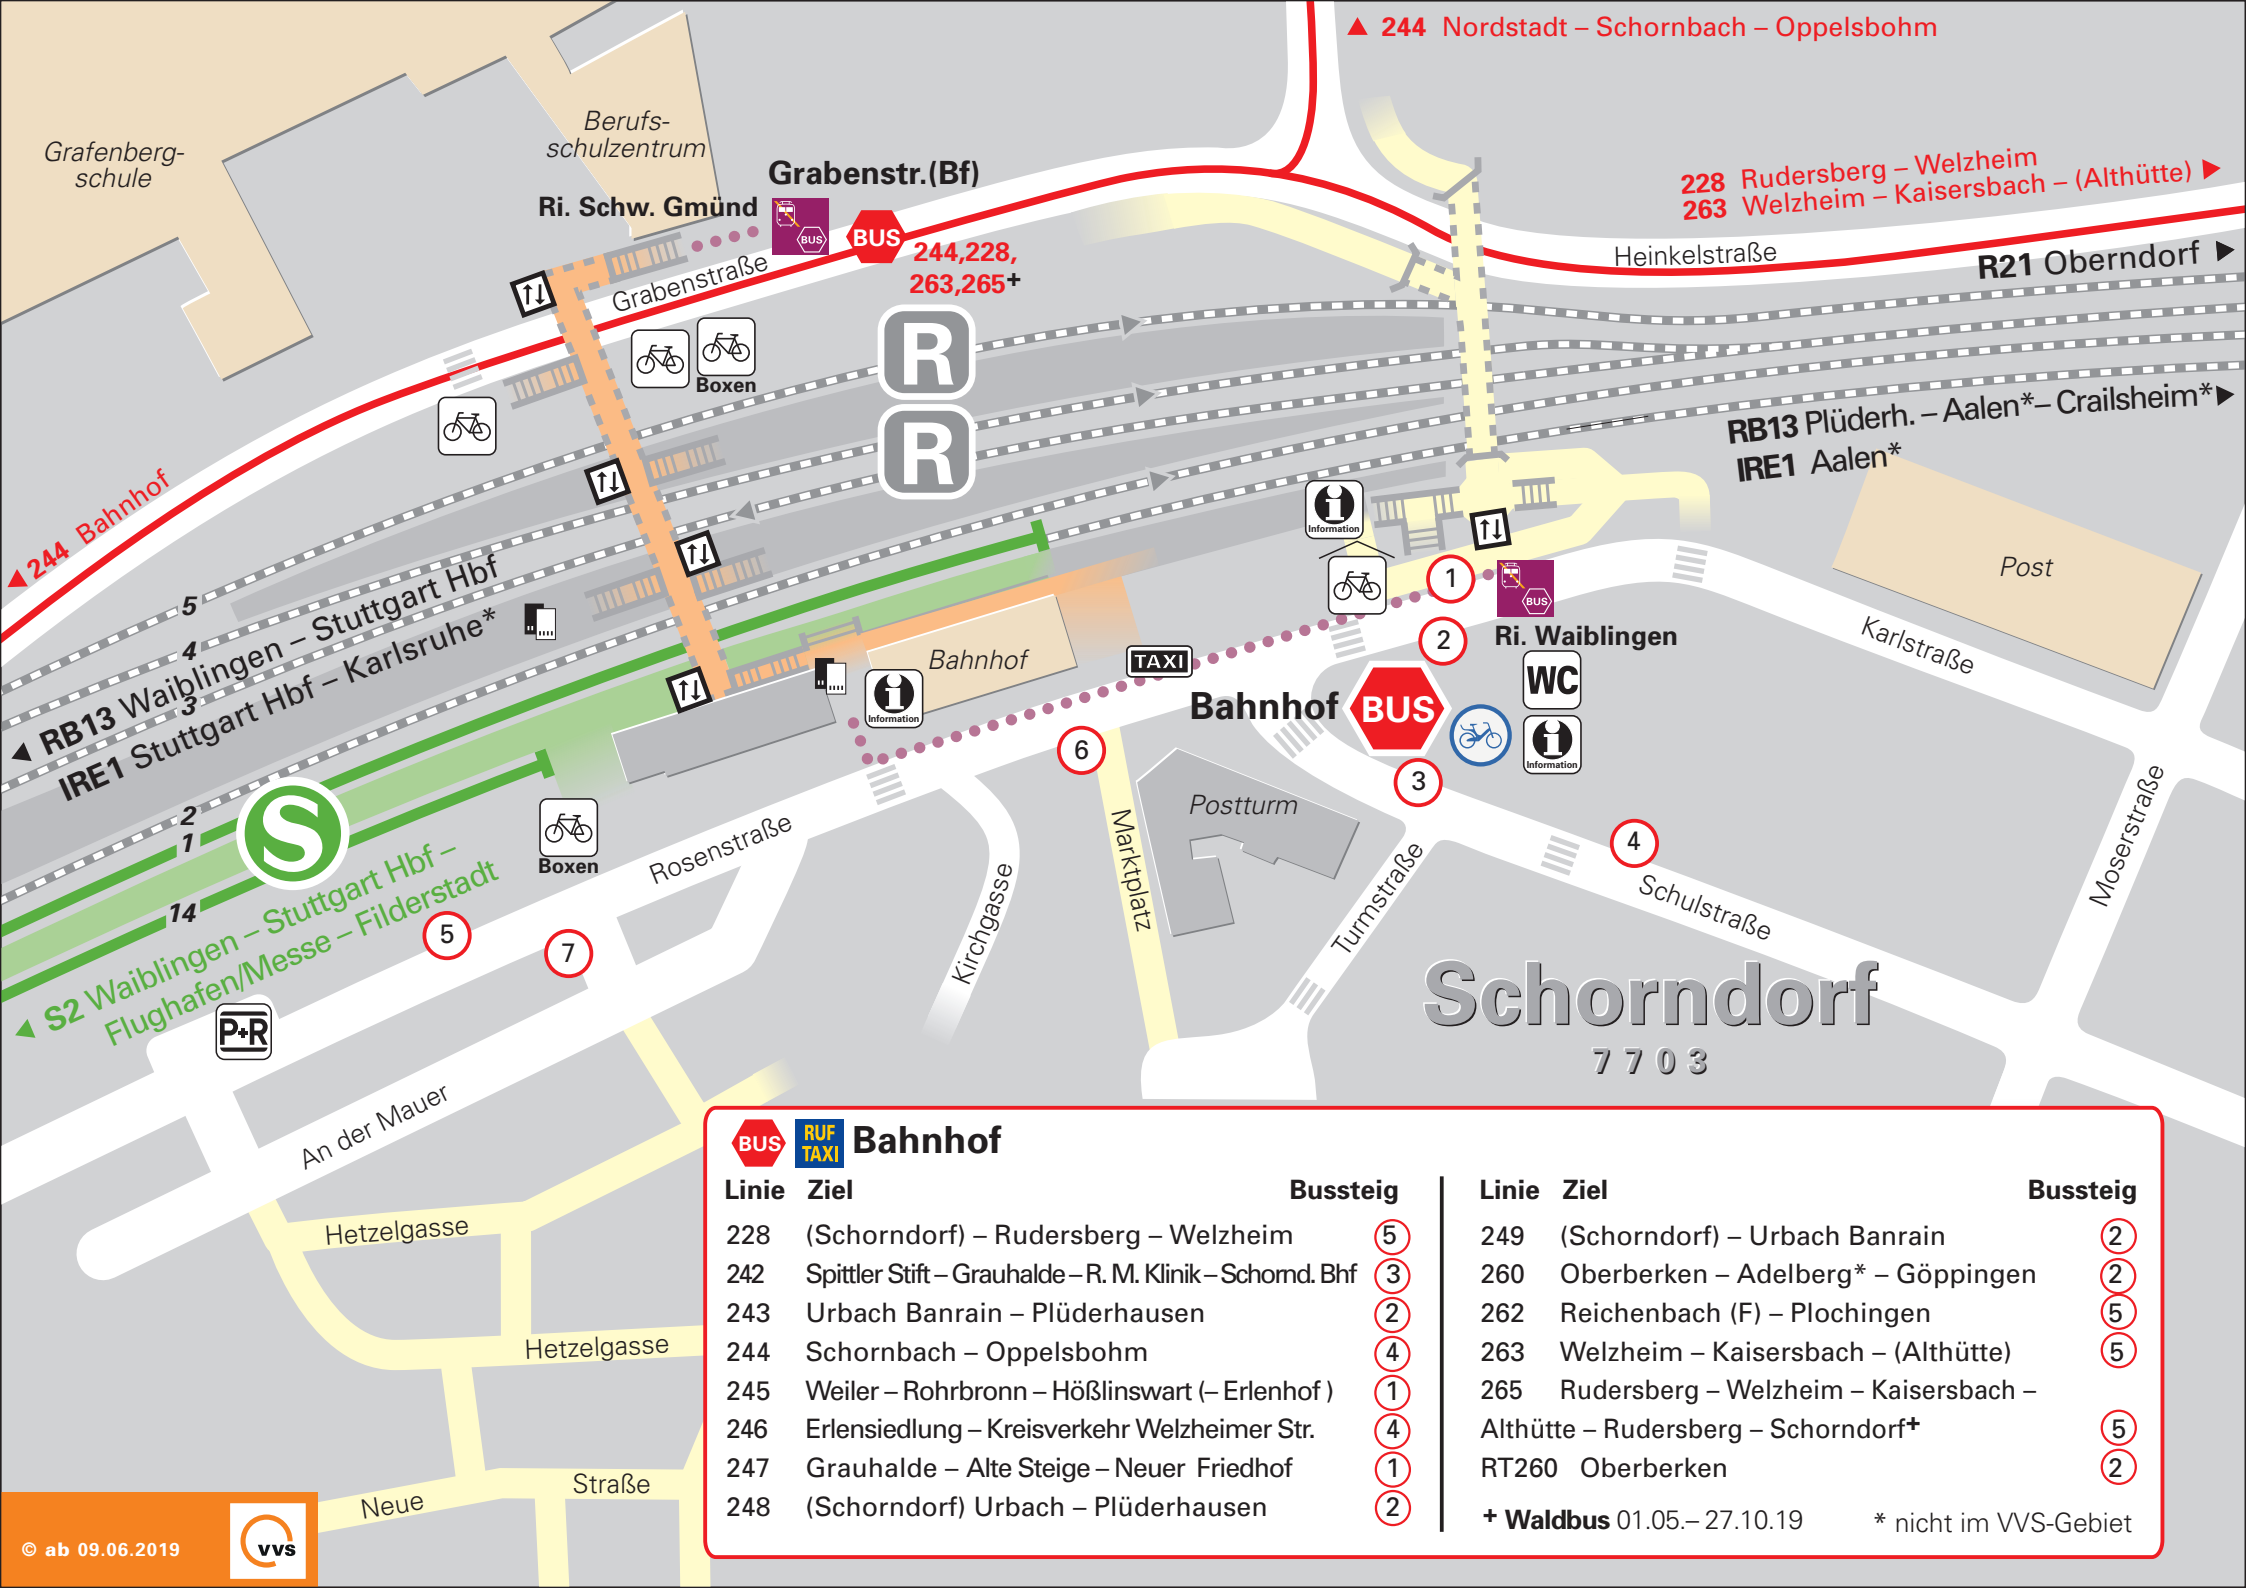 244 Nordstadt – Schornbach – Oppelsbohm
Berufs-
schulzentrum
Grafenberg-
schule
Grabenstr.(Bf)
Ri. Schw. Gmünd
BUS
BUS
244,228,
263,265+
Grabenstraße
228 Rudersberg – Welzheim
263 Welzheim – Kaisersbach – (Althütte)
Heinkelstraße
R21 Oberndorf
R
R
Boxen
RB13 Plüderh. – Aalen*– Crailsheim*
IRE1 Aalen*
244 Bahnhof
Information
Post
5
4
RB13 Waiblingen – Stuttgart Hbf
3
IRE1 Stuttgart Hbf – Karlsruhe*
2
1
14
S
S2 Waiblingen – Stuttgart Hbf –
Flughafen/Messe – Filderstadt
Bahnhof
Information
TAXI
1
BUS
2
Ri. Waiblingen
WC
Bahnhof
BUS
Information
3
4
6
Karlstraße
Postturm
Marktplatz
Boxen
Rosenstraße
Kirchgasse
Turmstraße
Schulstraße
Moserstraße
5
7
P+R
Schorndorf
7703
An der Mauer
Hetzelgasse
Hetzelgasse
Neue Straße
BUS RUF TAXI Bahnhof
Linie Ziel Bussteig
228 (Schorndorf) – Rudersberg – Welzheim 5
242 Spittler Stift – Grauhalde – R. M. Klinik – Schornd. Bhf 3
243 Urbach Banrain – Plüderhausen 2
244 Schornbach – Oppelsbohm 4
245 Weiler – Rohrbronn – Hößlinswart (– Erlenhof ) 1
246 Erlensiedlung – Kreisverkehr Welzheimer Str. 4
247 Grauhalde – Alte Steige – Neuer Friedhof 1
248 (Schorndorf) Urbach – Plüderhausen 2
Linie Ziel Bussteig
249 (Schorndorf) – Urbach Banrain 2
260 Oberberken – Adelberg* – Göppingen 2
262 Reichenbach (F) – Plochingen 5
263 Welzheim – Kaisersbach – (Althütte) 5
265 Rudersberg – Welzheim – Kaisersbach –
Althütte – Rudersberg – Schorndorf+ 5
RT260 Oberberken 2
+ Waldbus 01.05.– 27.10.19 * nicht im VVS-Gebiet
© ab 09.06.2019
vvs